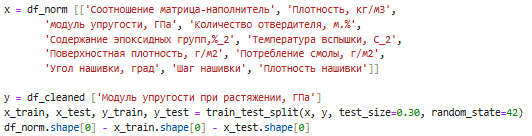 x = df_norm [['Соотношение матрица-наполнитель', 'Плотность, кг/м3',
'модуль упругости, ГПа', 'Количество отвердителя, м.%',
'Содержание эпоксидных групп,%_2', 'Температура вспышки, С_2',
'Поверхностная плотность, г/м2', 'Потребление смолы, г/м2',
'Угол нашивки, град', 'Шаг нашивки', 'Плотность нашивки']]
y = df_cleaned ['Модуль упругости при растяжении, ГПа']
x_train, x_test, y_train, y_test = train_test_split(x, y, test_size=0.30, random_state=42)
df_norm.shape[0] - x_train.shape[0] - x_test.shape[0]